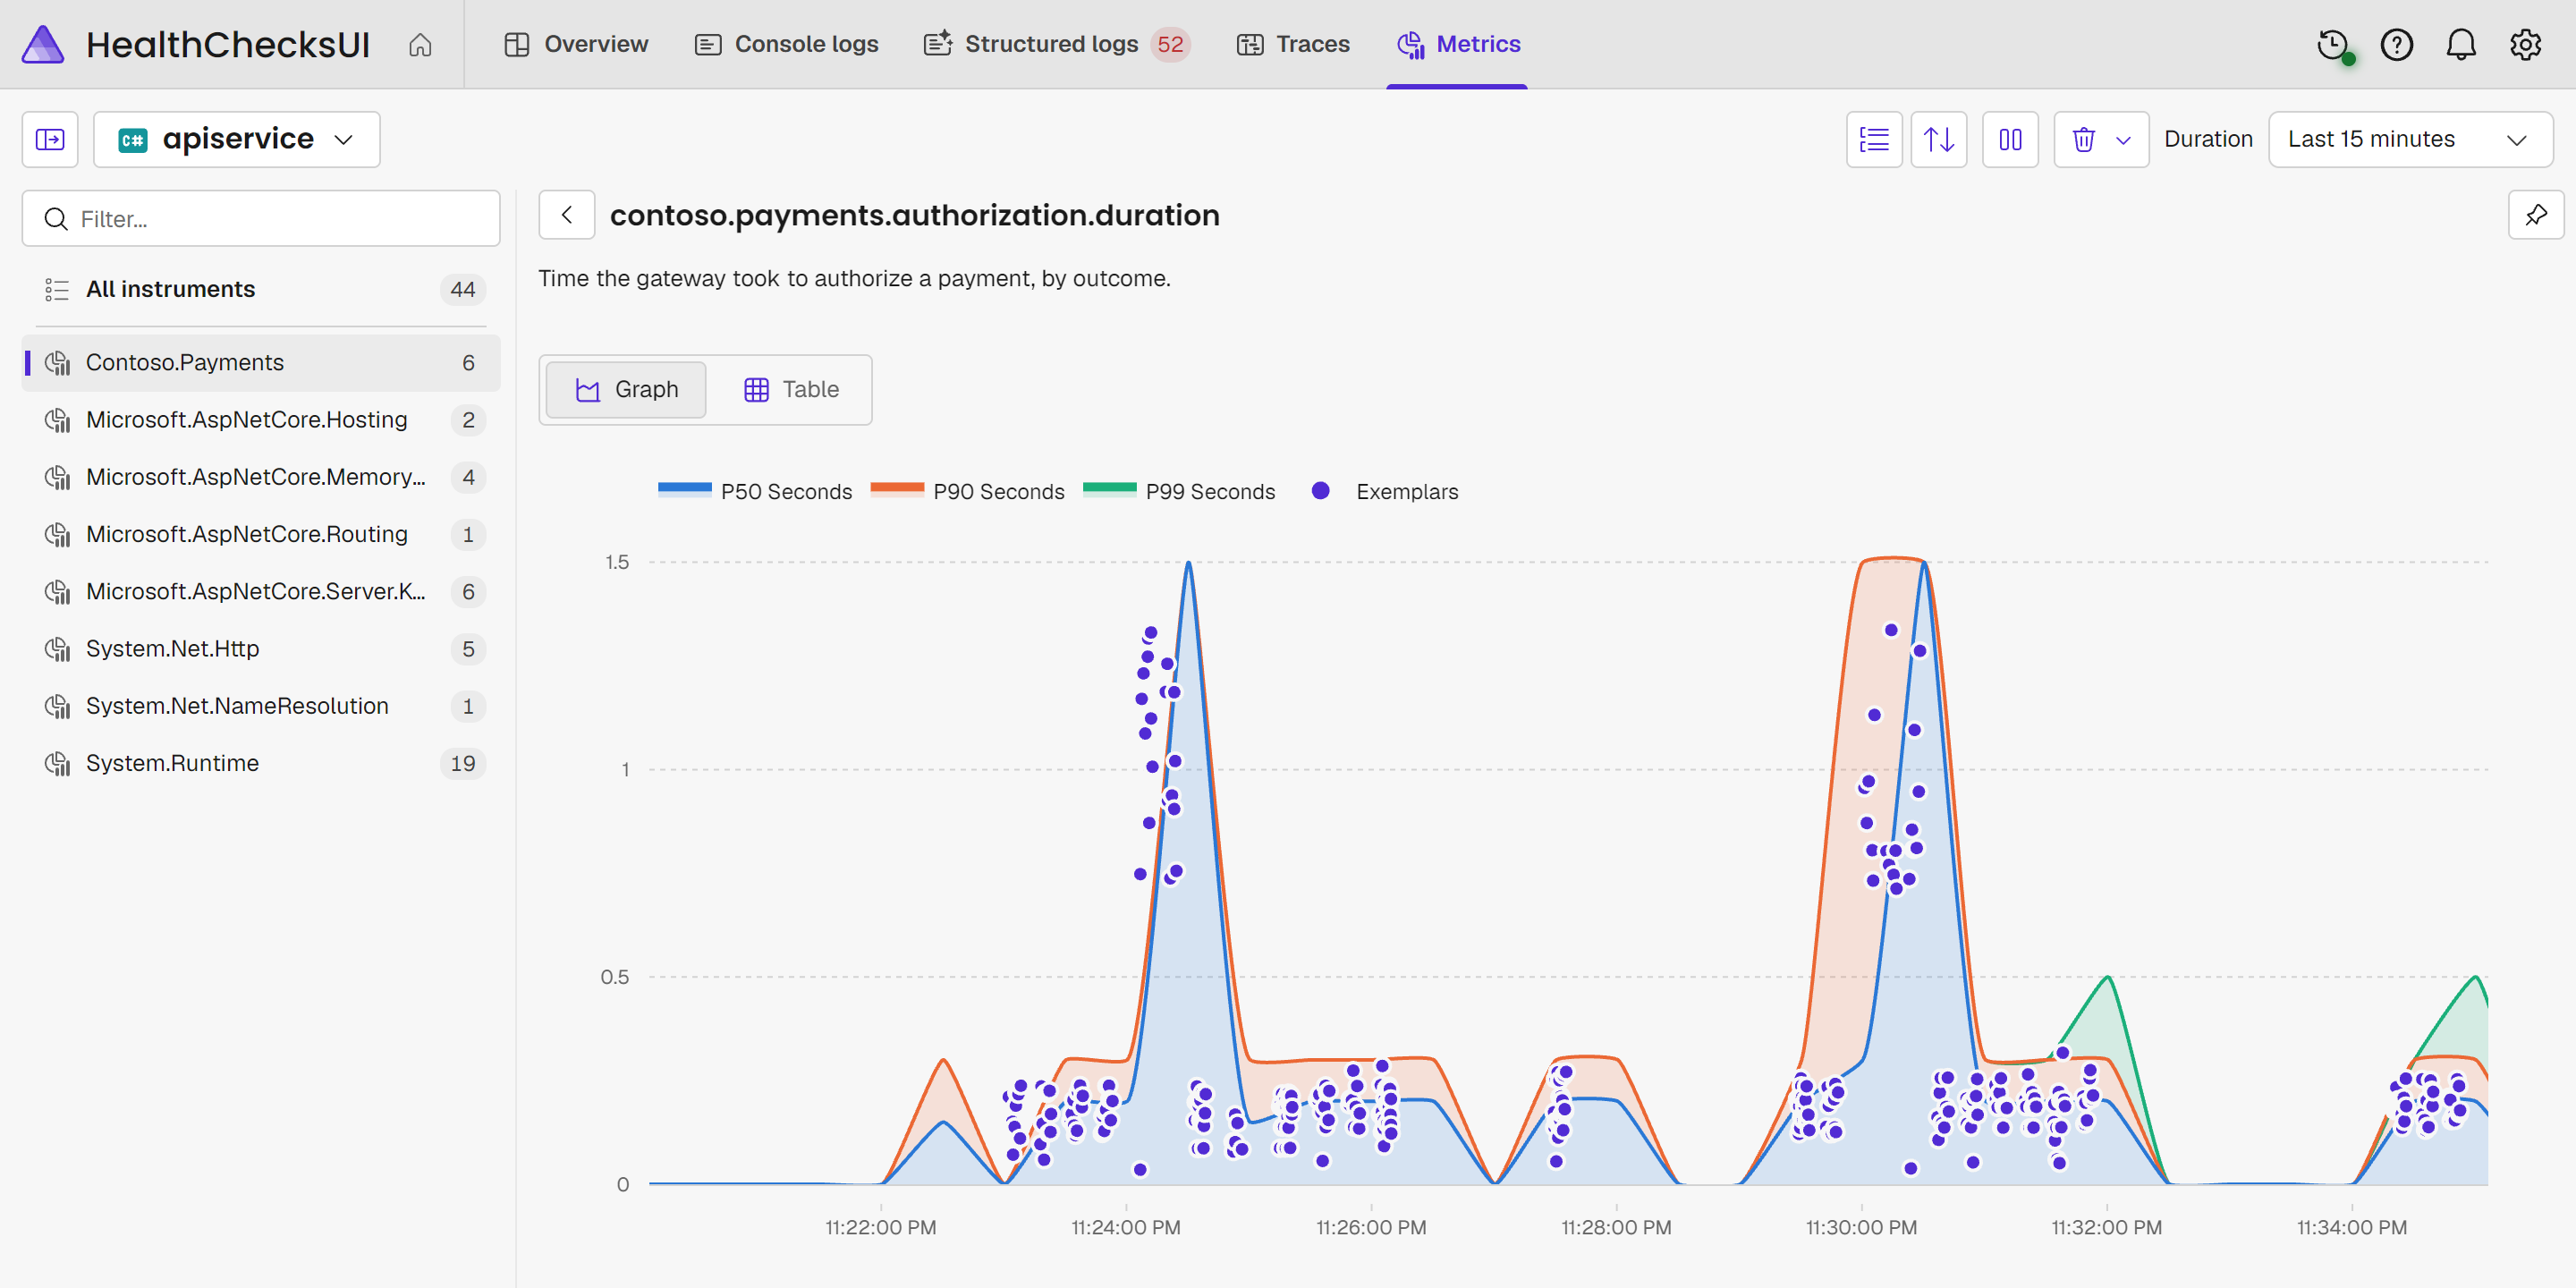 HealthChecksUI
Overview
Console logs
Structured logs 52
Traces
Metrics
C# apiservice
Duration
Last 15 minutes
Filter...
All instruments 44
Contoso.Payments 6
Microsoft.AspNetCore.Hosting 2
Microsoft.AspNetCore.Memory... 4
Microsoft.AspNetCore.Routing 1
Microsoft.AspNetCore.Server.K... 6
System.Net.Http 5
System.Net.NameResolution 1
System.Runtime 19
contoso.payments.authorization.duration
Time the gateway took to authorize a payment, by outcome.
Graph
Table
P50 Seconds
P90 Seconds
P99 Seconds
Exemplars
1.5
1
0.5
0
11:22:00 PM
11:24:00 PM
11:26:00 PM
11:28:00 PM
11:30:00 PM
11:32:00 PM
11:34:00 PM